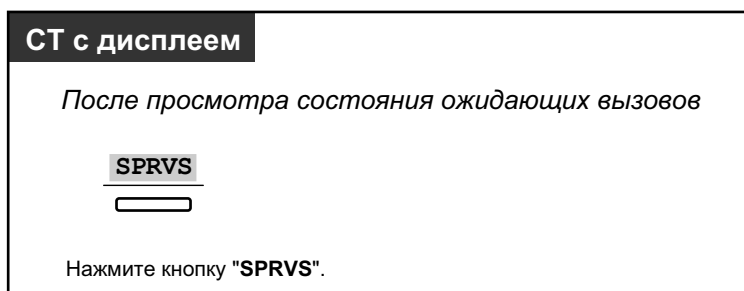 СТ с дисплеем
После просмотра состояния ожидающих вызовов
SPRVS
Нажмите кнопку "SPRVS".